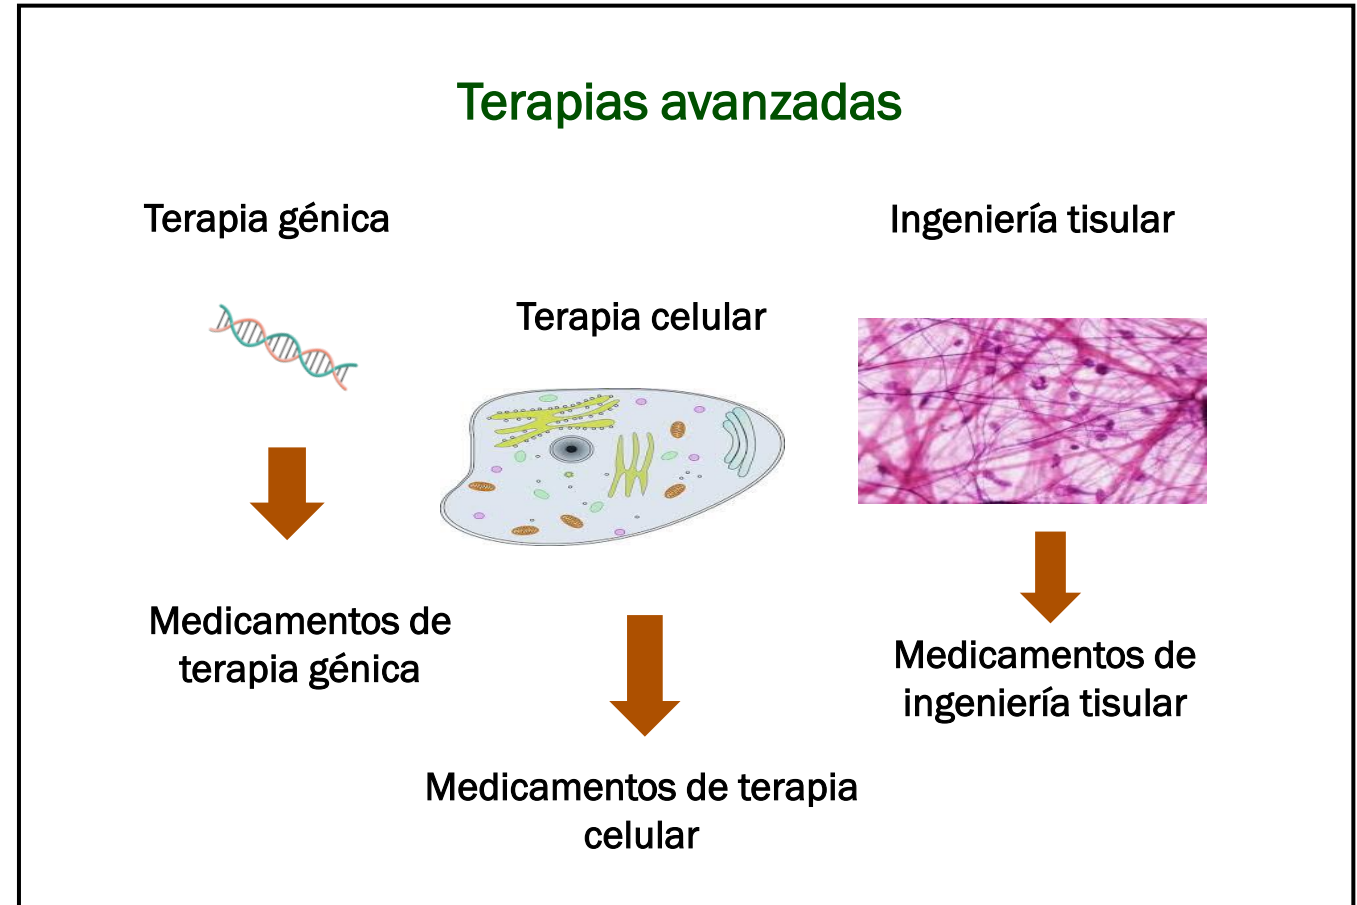 Terapias avanzadas
Terapia génica
Ingeniería tisular
Terapia celular
Medicamentos de
terapia génica
Medicamentos de
ingeniería tisular
Medicamentos de terapia
celular